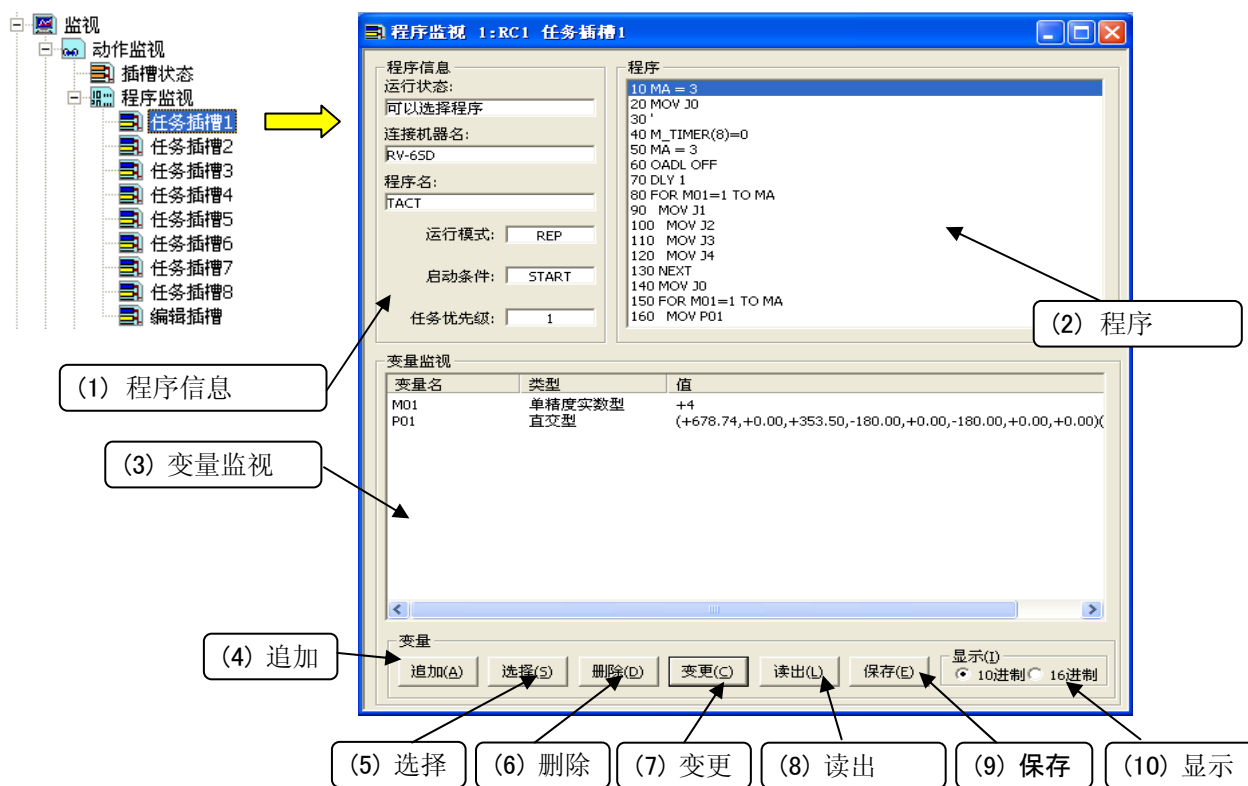 监视
动作监视
插槽状态
程序监视
任务插槽1
任务插槽2
任务插槽3
任务插槽4
任务插槽5
任务插槽6
任务插槽7
任务插槽8
编辑插槽
程序监视 1:RC1 任务插槽1
程序信息
运行状态:
可以选择程序
连接机器名:
RV-6SD
程序名:
TACT
运行模式: REP
启动条件: START
任务优先级: 1
程序
10 MA = 3
20 MOV J0
30 '
40 M_TIMER(8)=0
50 MA = 3
60 OADL OFF
70 DLY 1
80 FOR M01=1 TO MA
90 MOV J1
100 MOV J2
110 MOV J3
120 MOV J4
130 NEXT
140 MOV J0
150 FOR M01=1 TO MA
160 MOV P01
(2) 程序
(1) 程序信息
变量监视
变量名 类型 值
M01 单精度实数型 +4
P01 直交型 (+678.74,+0.00,+353.50,-180.00,+0.00,-180.00,+0.00,+0.00)(
(3) 变量监视
(4) 追加
变量
追加(A) 选择(S) 删除(D) 变更(C) 读出(L) 保存(E)
显示(I)
10进制 16进制
(5) 选择
(6) 删除
(7) 变更
(8) 读出
(9) 保存
(10) 显示